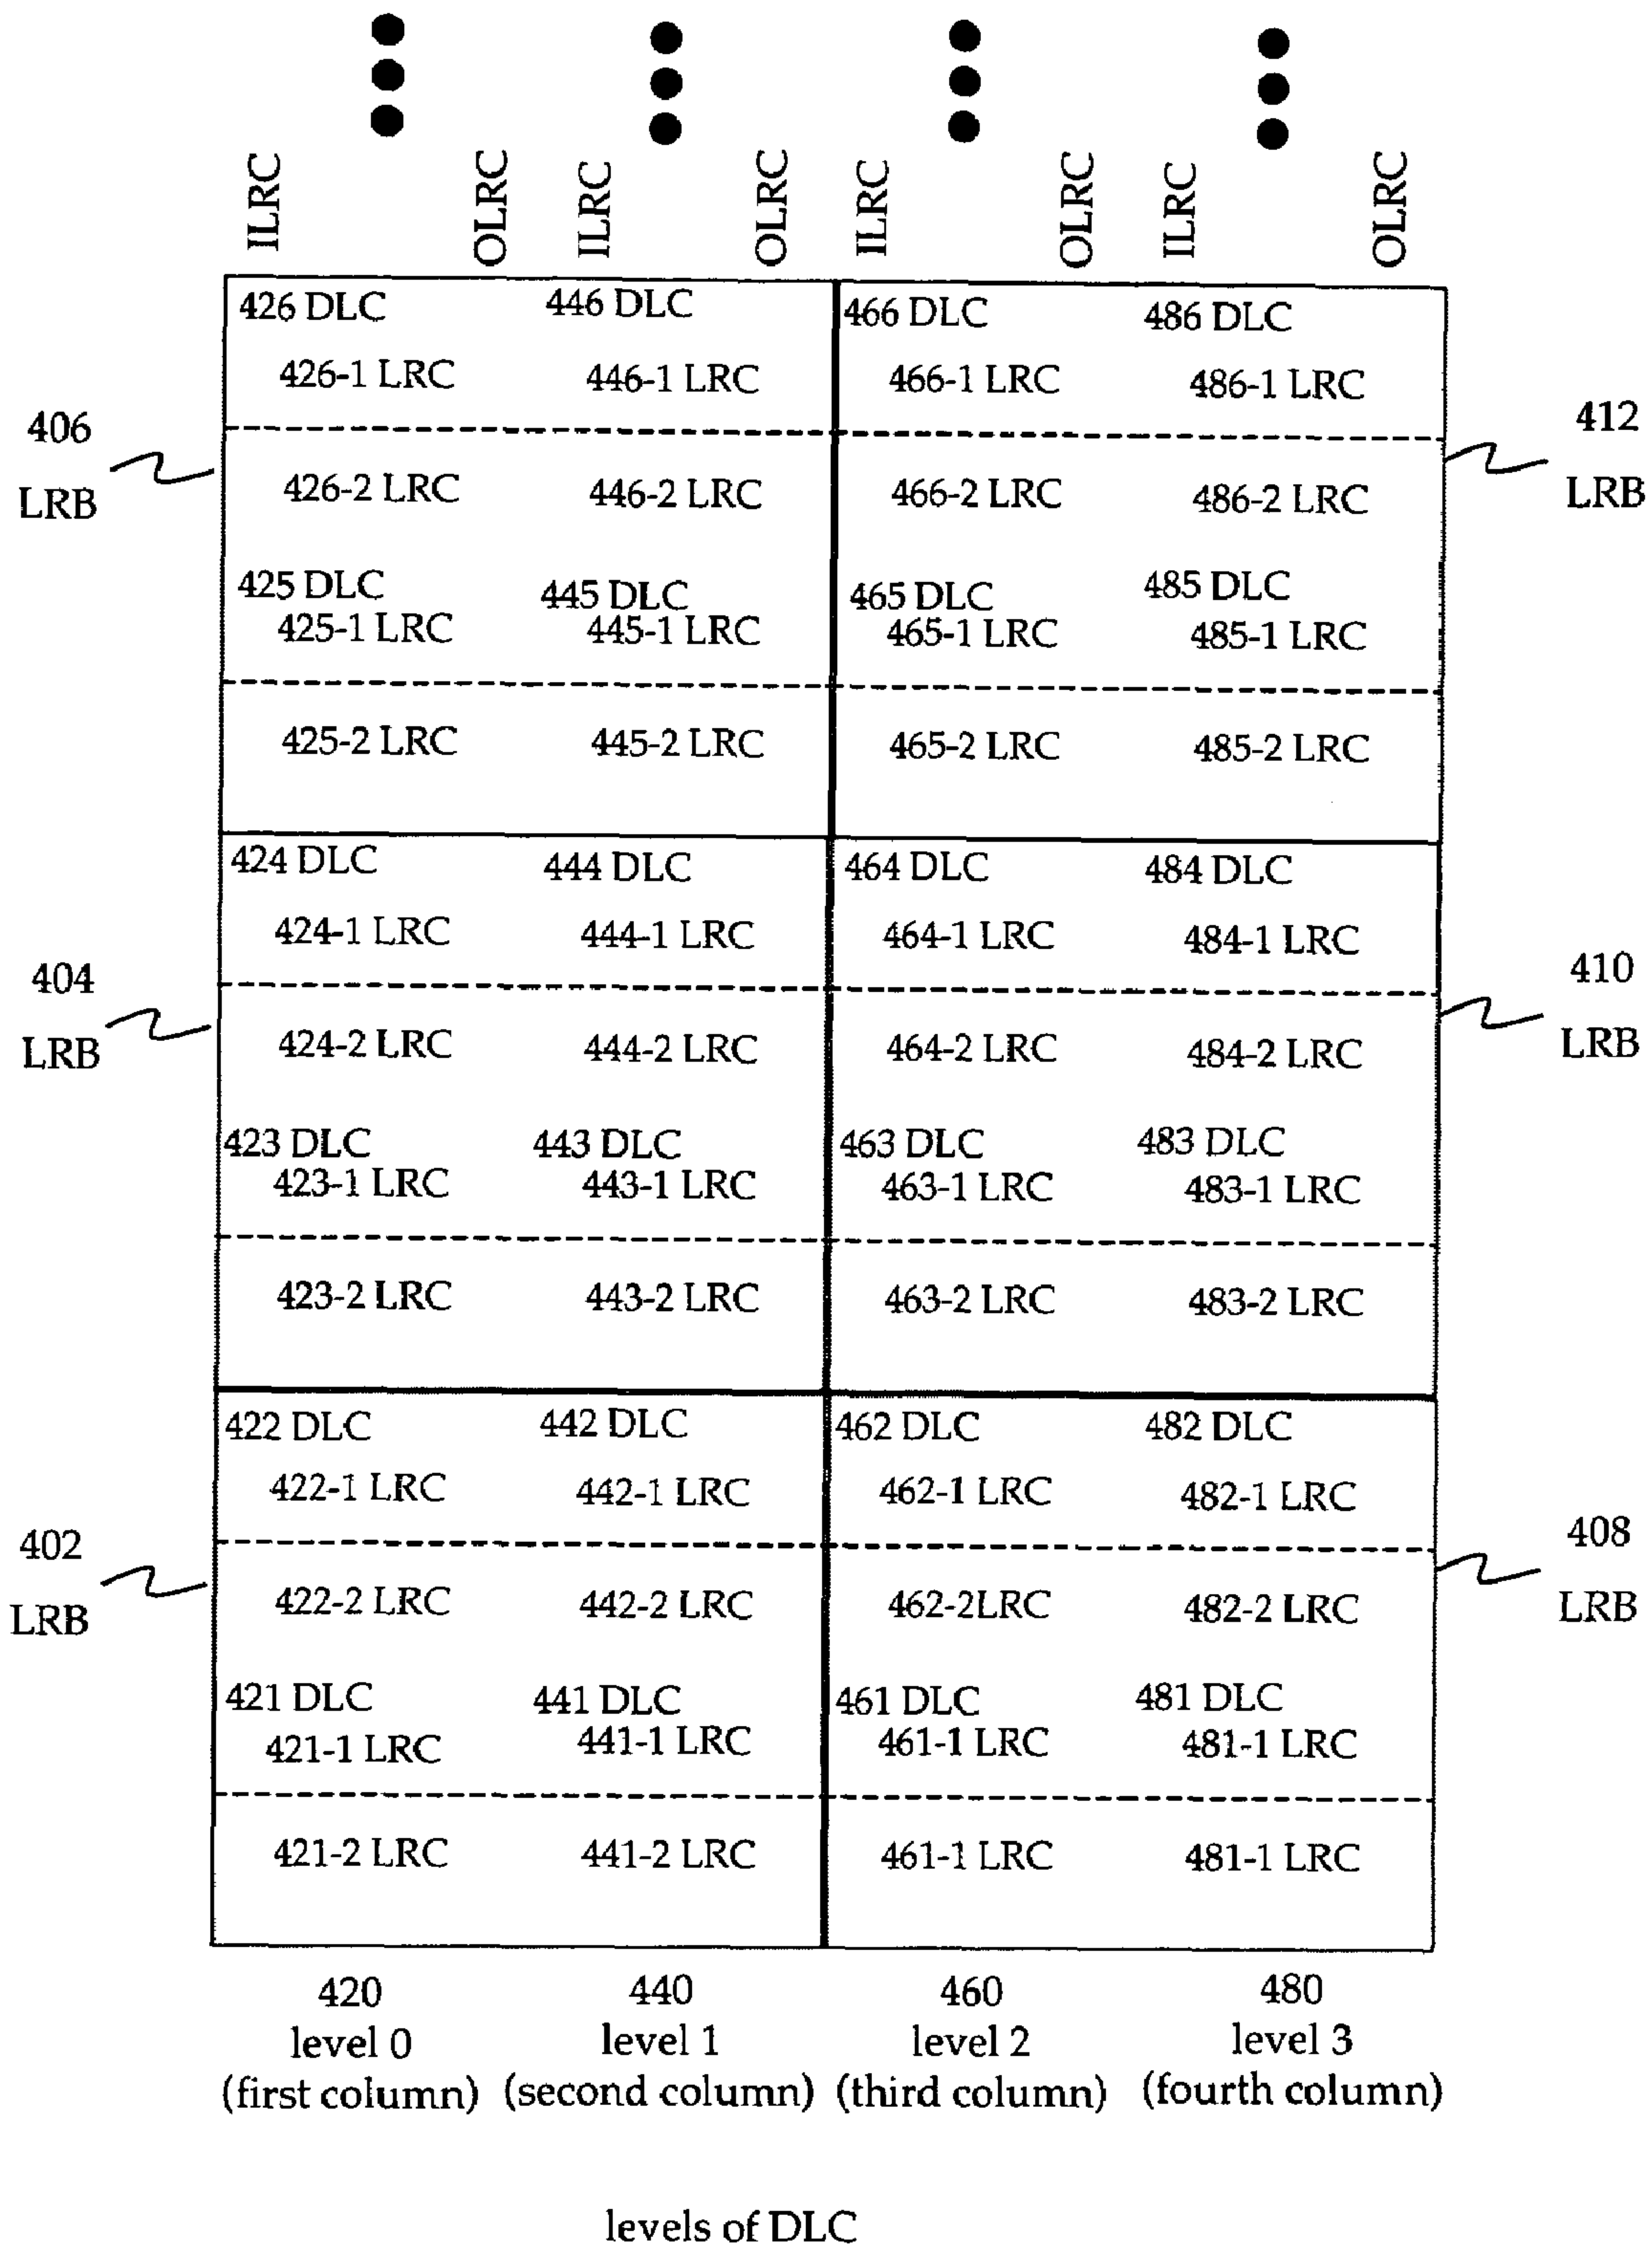 ILRC OLRC ILRC OLRC ILRC OLRC ILRC OLRC
426 DLC 446 DLC 466 DLC 486 DLC
426-1 LRC 446-1 LRC 466-1 LRC 486-1 LRC
406 412
LRB LRB
426-2 LRC 446-2 LRC 466-2 LRC 486-2 LRC
425 DLC 445 DLC 465 DLC 485 DLC
425-1 LRC 445-1 LRC 465-1 LRC 485-1 LRC
425-2 LRC 445-2 LRC 465-2 LRC 485-2 LRC
424 DLC 444 DLC 464 DLC 484 DLC
424-1 LRC 444-1 LRC 464-1 LRC 484-1 LRC
404 410
LRB LRB
424-2 LRC 444-2 LRC 464-2 LRC 484-2 LRC
423 DLC 443 DLC 463 DLC 483 DLC
423-1 LRC 443-1 LRC 463-1 LRC 483-1 LRC
423-2 LRC 443-2 LRC 463-2 LRC 483-2 LRC
422 DLC 442 DLC 462 DLC 482 DLC
422-1 LRC 442-1 LRC 462-1 LRC 482-1 LRC
402 408
LRB LRB
422-2 LRC 442-2 LRC 462-2LRC 482-2 LRC
421 DLC 441 DLC 461 DLC 481 DLC
421-1 LRC 441-1 LRC 461-1 LRC 481-1 LRC
421-2 LRC 441-2 LRC 461-1 LRC 481-1 LRC
420 440 460 480
level 0 level 1 level 2 level 3
(first column) (second column) (third column) (fourth column)
levels of DLC